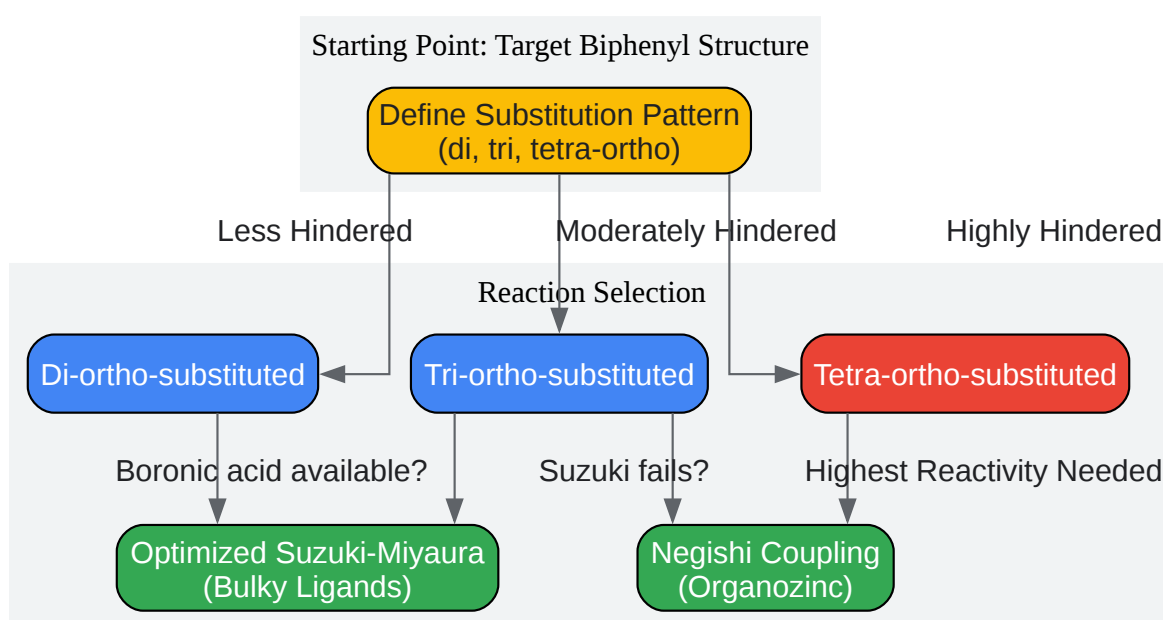 Starting Point: Target Biphenyl Structure
Define Substitution Pattern
(di, tri, tetra-ortho)
Less Hindered
Moderately Hindered
Highly Hindered
Reaction Selection
Di-ortho-substituted
Tri-ortho-substituted
Tetra-ortho-substituted
Boronic acid available?
Suzuki fails?
Highest Reactivity Needed
Optimized Suzuki-Miyaura
(Bulky Ligands)
Negishi Coupling
(Organozinc)